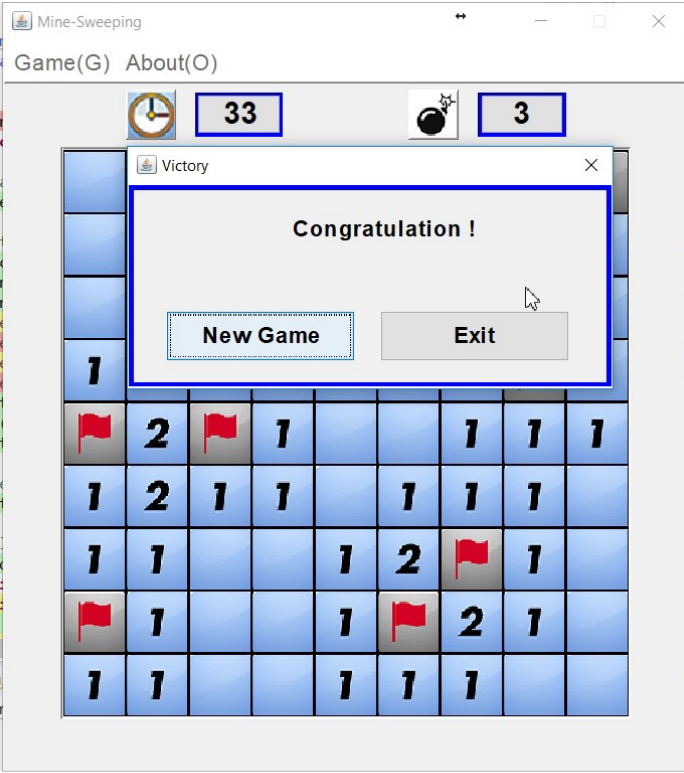 Mine-Sweeping
Game(G) About(O)
33 3
Victory
Congratulation !
New Game Exit
1
2 1 1 1 1
1 2 1 1 1 1 1
1 1 1 2 1
1 1 2 1
1 1 1 1 1